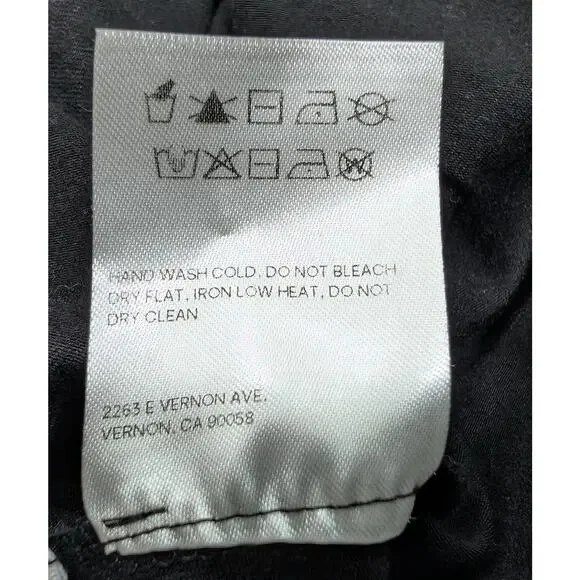 HAND WASH COLD, DO NOT BLEACH
DRY FLAT, IRON LOW HEAT, DO NOT
DRY CLEAN
2263 E VERNON AVE.
VERNON, CA 90058